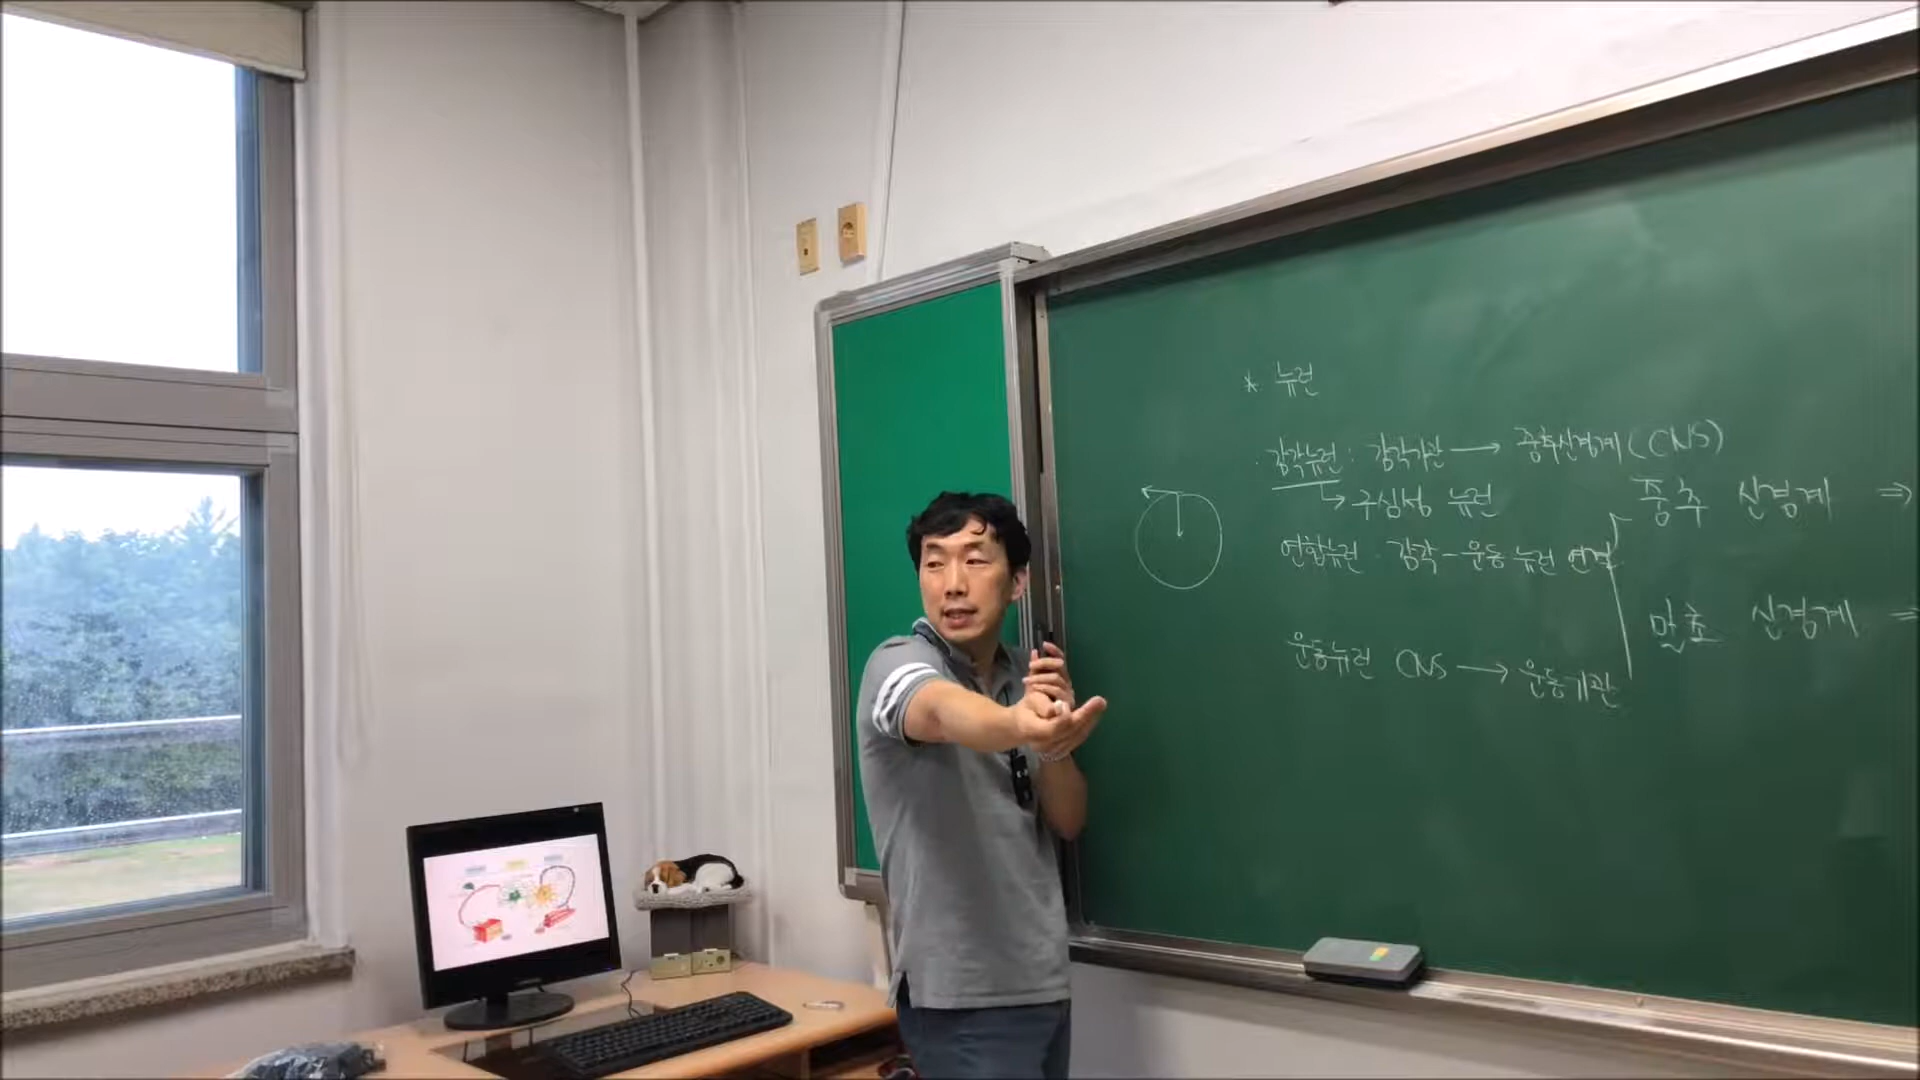 * 뉴런
· 감각뉴런 : 감각기관 → 중추신경계 (CNS)
↳ 구심성 뉴런
연합뉴런 · 감각 - 운동 뉴런 연결
운동뉴런 CNS → 운동기관
중추 신경계 ⇒
말초 신경계 ⇒